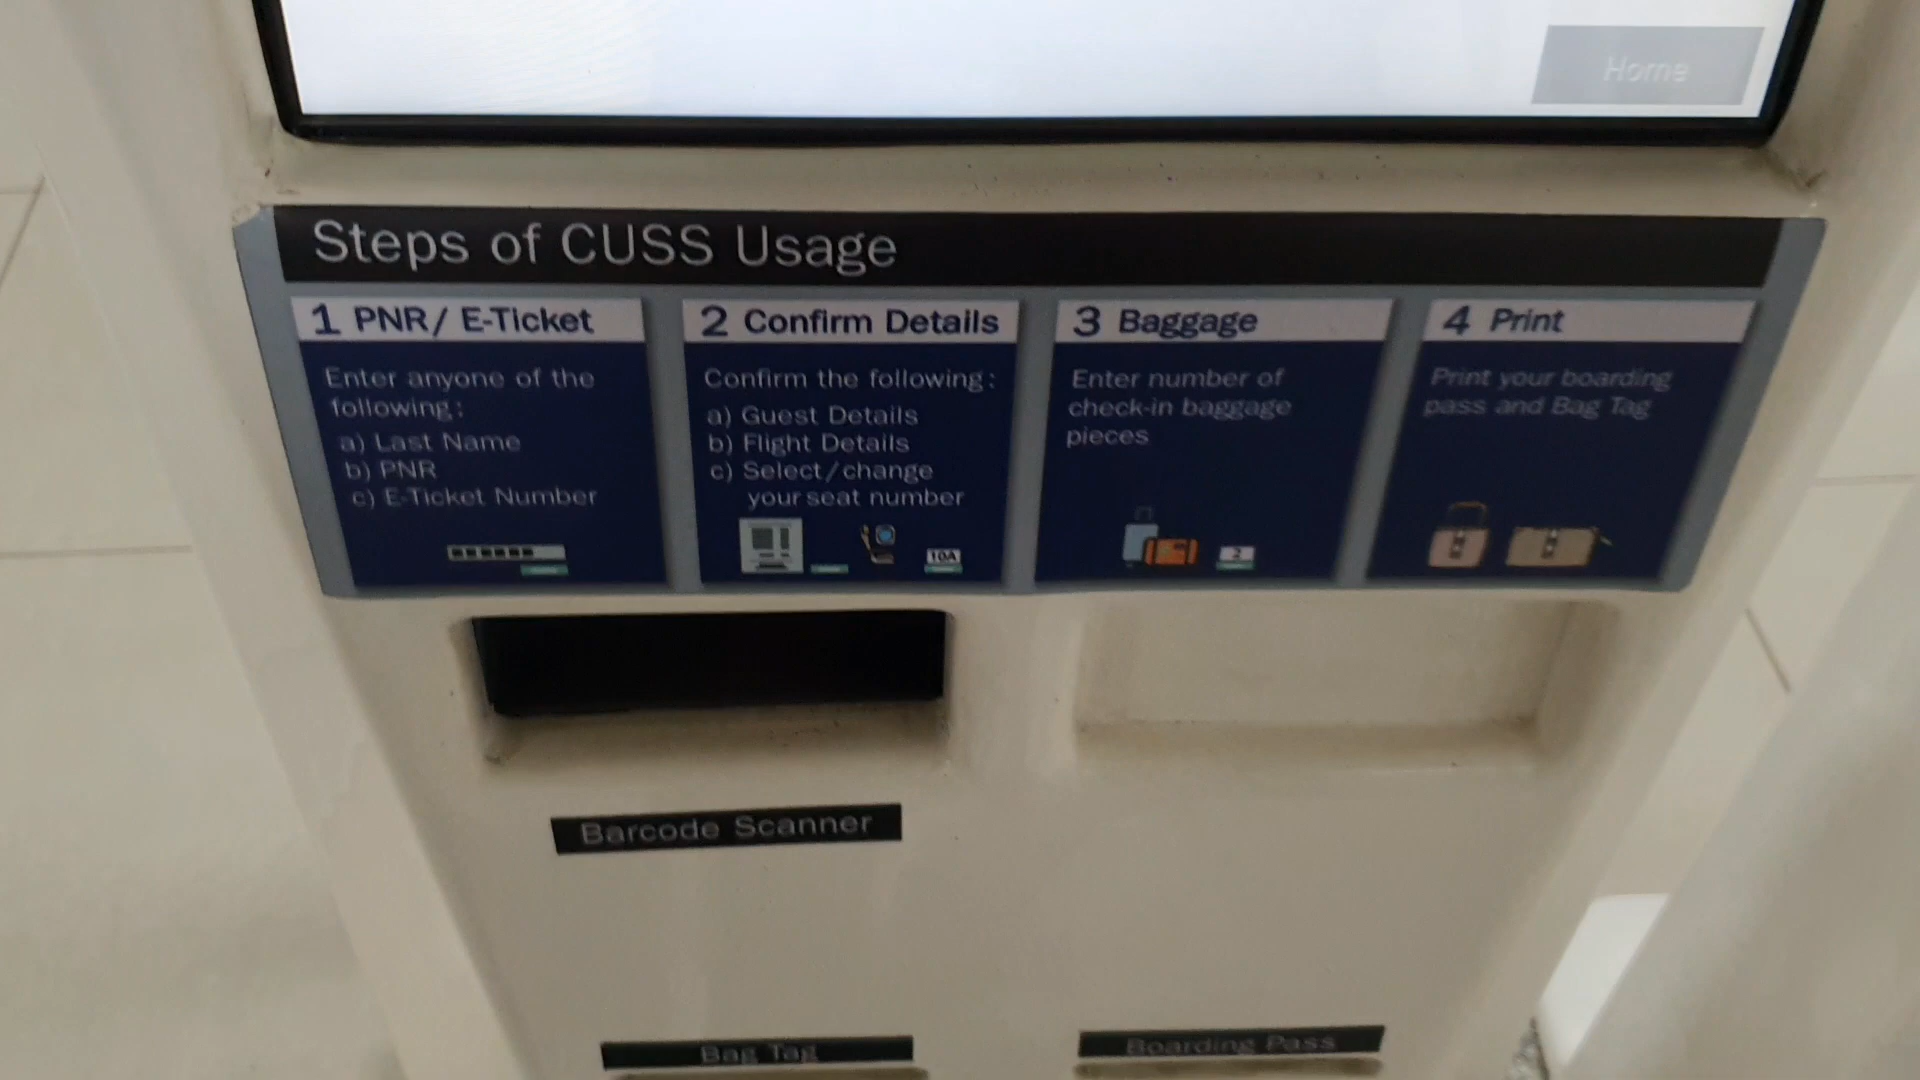 Home
Steps of CUSS Usage
1 PNR/ E-Ticket
Enter anyone of the
following:
a) Last Name
b) PNR
c) E-Ticket Number
2 Confirm Details
Confirm the following:
a) Guest Details
b) Flight Details
c) Select/change
your seat number
10A
3 Baggage
Enter number of
check-in baggage
pieces
2
4 Print
Print your boarding
pass and Bag Tag
Barcode Scanner
Bag Tag
Boarding Pass